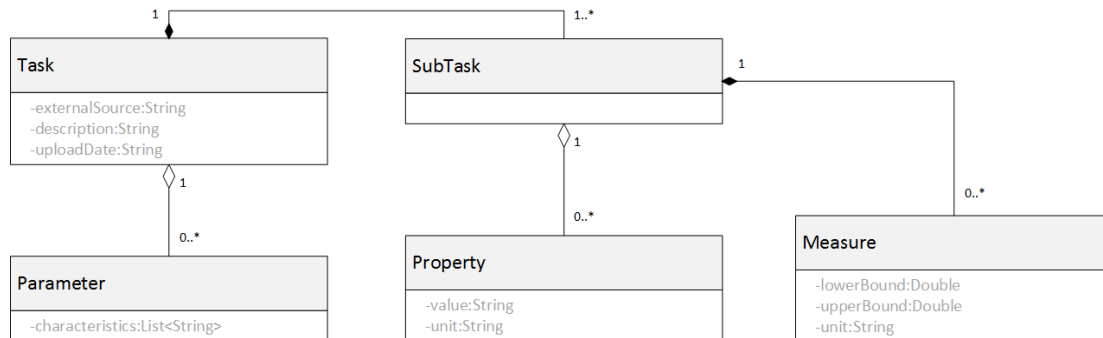 1
1..*
Task
SubTask
1
-externalSource:String
-description:String
-uploadDate:String
1
1
0..*
0..*
0..*
Parameter
Property
Measure
-characteristics:List<String>
-value:String
-unit:String
-lowerBound:Double
-upperBound:Double
-unit:String